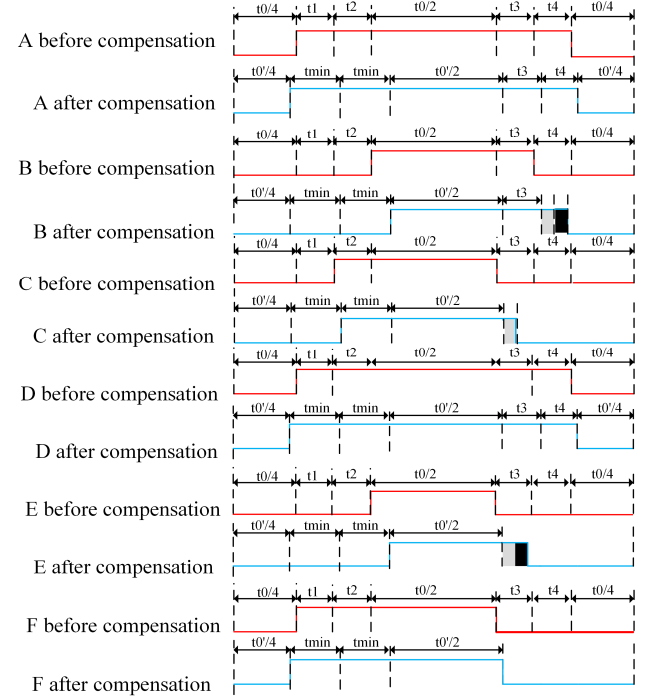 t0/4 t1 t2 t0/2 t3 t4 t0/4
A before compensation
t0'/4 tmin tmin t0'/2 t3 t4 t0'/4
A after compensation
t0/4 t1 t2 t0/2 t3 t4 t0/4
B before compensation
t0'/4 tmin tmin t0'/2 t3
B after compensation
t0/4 t1 t2 t0/2 t3 t4 t0/4
C before compensation
t0'/4 tmin tmin t0'/2
C after compensation
t0/4 t1 t2 t0/2 t3 t4 t0/4
D before compensation
t0'/4 tmin tmin t0'/2 t3 t4 t0'/4
D after compensation
t0/4 t1 t2 t0/2 t3 t4 t0/4
E before compensation
t0'/4 tmin tmin t0'/2
E after compensation
t0/4 t1 t2 t0/2 t3 t4 t0/4
F before compensation
t0'/4 tmin tmin t0'/2
F after compensation